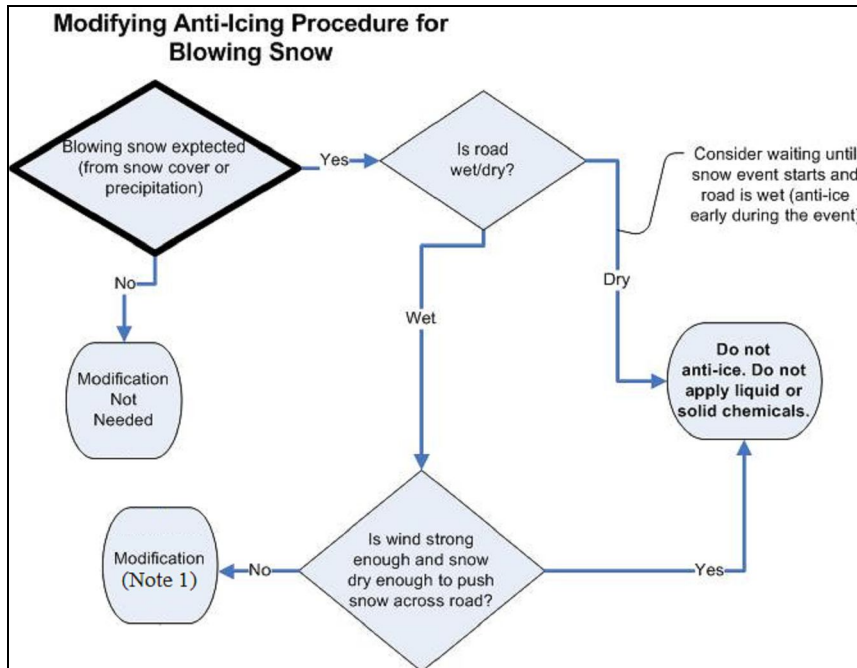 Modifying Anti-Icing Procedure for
Blowing Snow
Blowing snow exptected
(from snow cover or
precipitation)
Yes
Is road
wet/dry?
Consider waiting until
snow event starts and
road is wet (anti-ice
early during the event)
No
Wet
Dry
Modification
Not
Needed
Do not
anti-ice. Do not
apply liquid or
solid chemicals.
Is wind strong
enough and snow
dry enough to push
snow across road?
No
Yes
Modification
(Note 1)